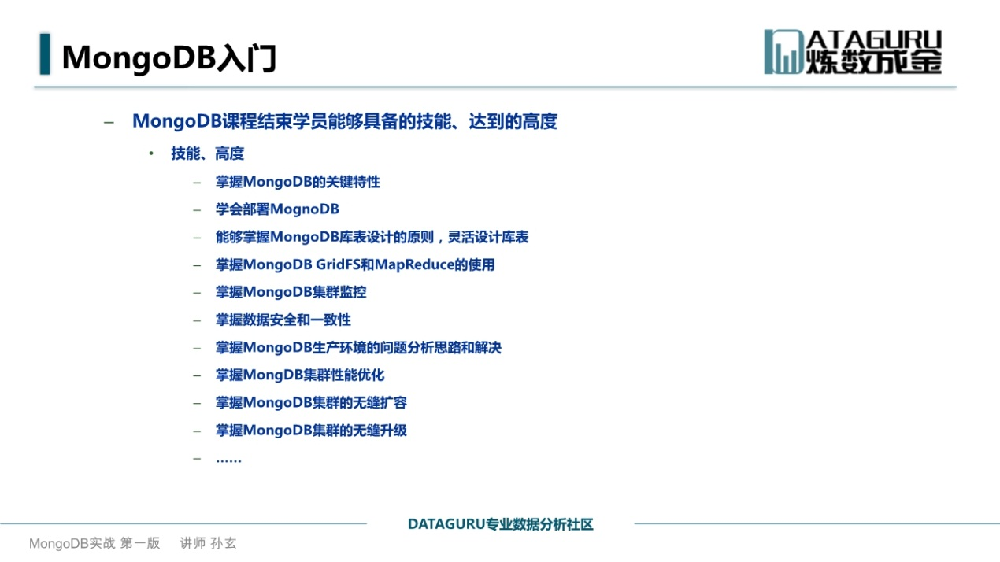 MongoDB入门
DATAGURU
炼数成金
– MongoDB课程结束学员能够具备的技能、达到的高度
• 技能、高度
– 掌握MongoDB的关键特性
– 学会部署MognoDB
– 能够掌握MongoDB库表设计的原则，灵活设计库表
– 掌握MongoDB GridFS和MapReduce的使用
– 掌握MongoDB集群监控
– 掌握数据安全和一致性
– 掌握MongoDB生产环境的问题分析思路和解决
– 掌握MongDB集群性能优化
– 掌握MongoDB集群的无缝扩容
– 掌握MongoDB集群的无缝升级
– ……
DATAGURU专业数据分析社区
MongoDB实战 第一版 讲师 孙玄